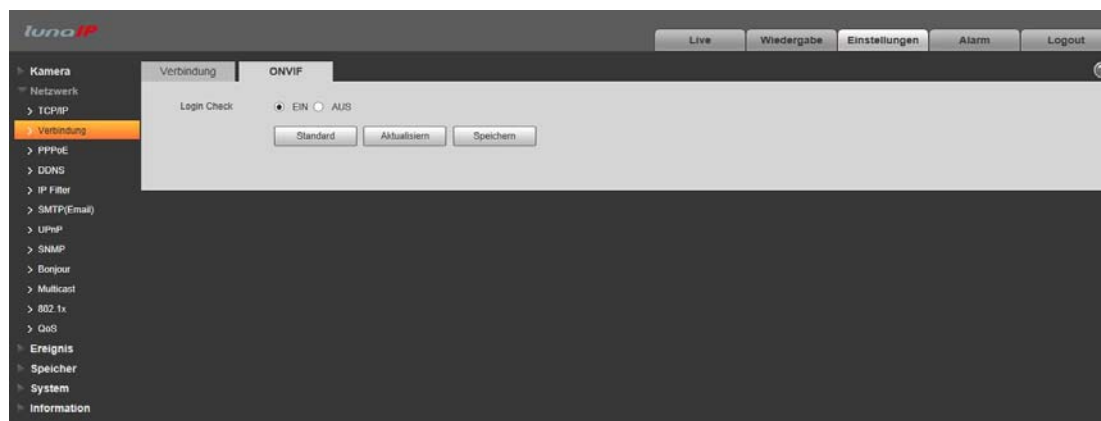 lunaIP
Live
Wiedergabe
Einstellungen
Alarm
Logout
Kamera
Netzwerk
> TCP/IP
> Verbindung
> PPPoE
> DDNS
> IP Filter
> SMTP(Email)
> UPnP
> SNMP
> Bonjour
> Multicast
> 802.1x
> QoS
Ereignis
Speicher
System
Information
Verbindung
ONVIF
Login Check
EIN
AUS
Standard
Aktualisiern
Speichern